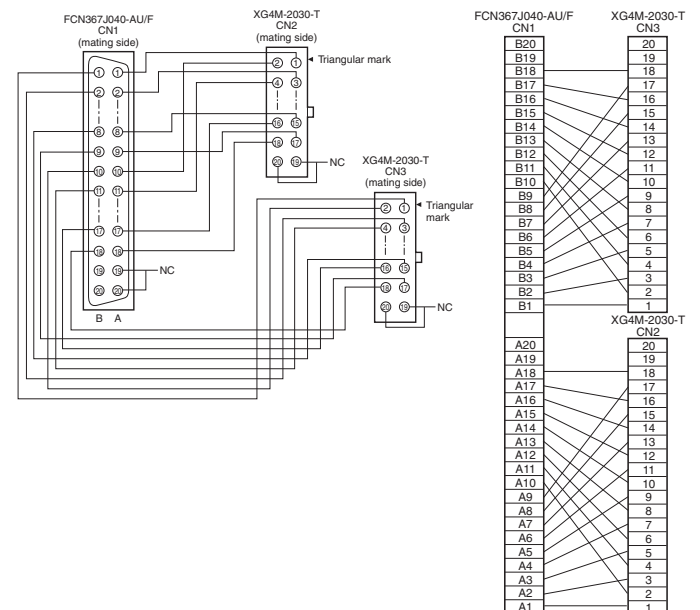 FCN367J040-AU/F
CN1
(mating side)
1 1
2 2
8 8
9 9
10 10
11 11
17 17
18 18
19 19
20 20
NC
B A
XG4M-2030-T
CN2
(mating side)
Triangular mark
2 1
4 3
16 15
18 17
20 19
NC
XG4M-2030-T
CN3
(mating side)
Triangular
mark
2 1
4 3
16 15
18 17
20 19
NC
FCN367J040-AU/F
CN1
B20
B19
B18
B17
B16
B15
B14
B13
B12
B11
B10
B9
B8
B7
B6
B5
B4
B3
B2
B1
A20
A19
A18
A17
A16
A15
A14
A13
A12
A11
A10
A9
A8
A7
A6
A5
A4
A3
A2
A1
XG4M-2030-T
CN3
20
19
18
17
16
15
14
13
12
11
10
9
8
7
6
5
4
3
2
1
XG4M-2030-T
CN2
20
19
18
17
16
15
14
13
12
11
10
9
8
7
6
5
4
3
2
1